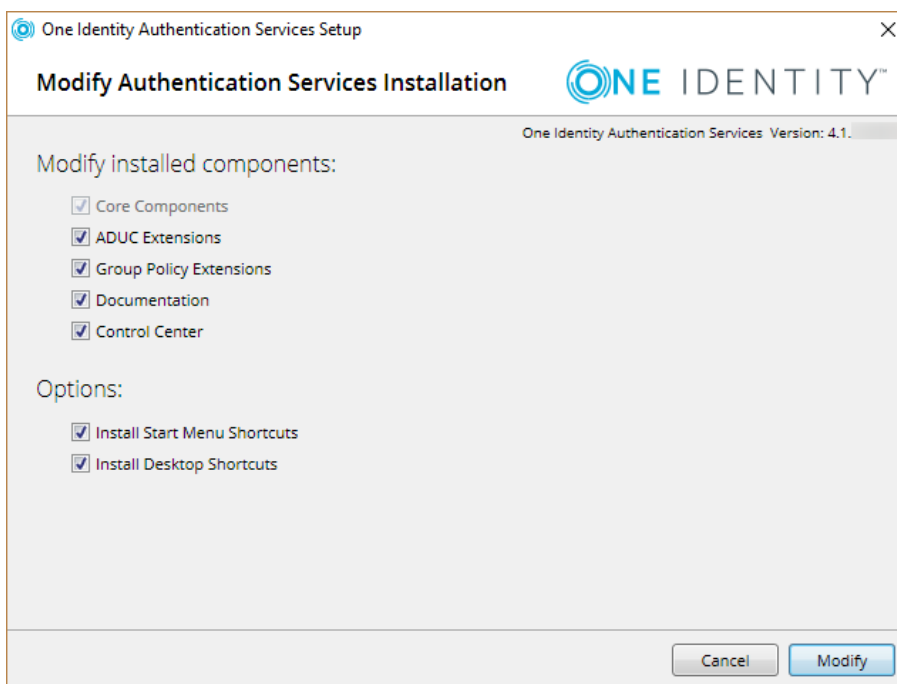 One Identity Authentication Services Setup
Modify Authentication Services Installation
ONE IDENTITY™
One Identity Authentication Services Version: 4.1.
Modify installed components:
Core Components
ADUC Extensions
Group Policy Extensions
Documentation
Control Center
Options:
Install Start Menu Shortcuts
Install Desktop Shortcuts
Cancel
Modify